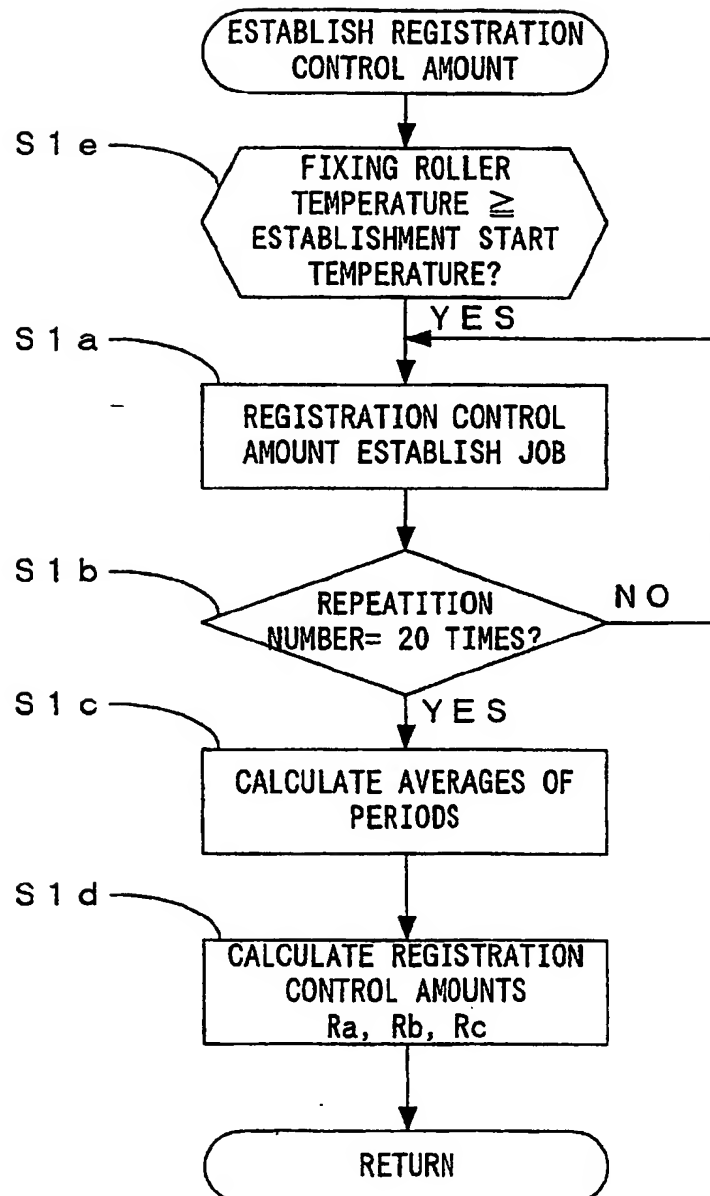 ESTABLISH REGISTRATION
CONTROL AMOUNT
S1e
FIXING ROLLER
TEMPERATURE ≧
ESTABLISHMENT START
TEMPERATURE?
YES
S1a
REGISTRATION CONTROL
AMOUNT ESTABLISH JOB
S1b
REPEATITION
NUMBER= 20 TIMES?
NO
YES
S1c
CALCULATE AVERAGES OF
PERIODS
S1d
CALCULATE REGISTRATION
CONTROL AMOUNTS
Ra, Rb, Rc
RETURN